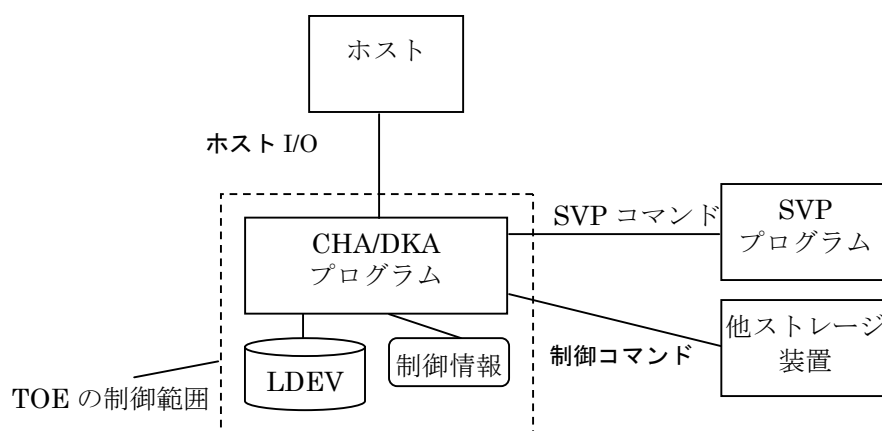 ホスト
ホスト I/O
SVP コマンド
SVP
プログラム
CHA/DKA
プログラム
他ストレージ
装置
制御コマンド
LDEV
制御情報
TOE の制御範囲